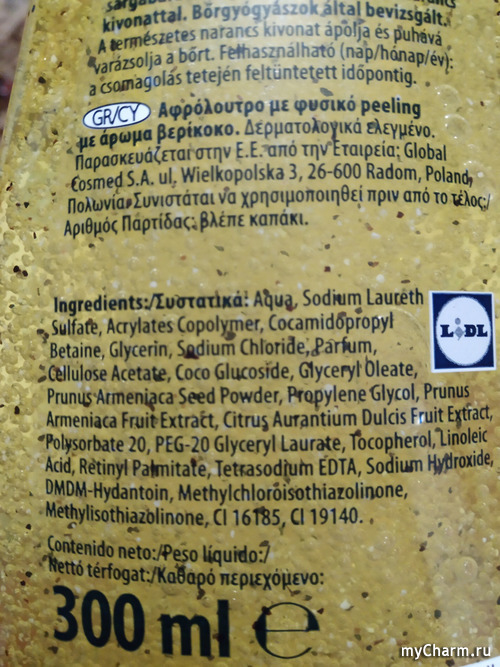 kivonattal. Bőrgyógyászok által bevizsgált.
A természetes narancs kivonat ápolja és puhává
varázsolja a bőrt. Felhasználható (nap/hónap/év):
a csomagolás tetején feltüntetett időpontig.
GR/CY Αφρόλουτρο με φυσικό peeling
με άρωμα βερίκοκο. Δερματολογικά ελεγμένο.
Παρασκευάζεται στην Ε.Ε. από την Εταιρεία: Global
Cosmed S.A. ul. Wielkopolska 3, 26-600 Radom, Poland,
Πολωνία. Συνιστάται να χρησιμοποιηθεί πριν από το τέλος:/
Αριθμός Παρτίδας: βλέπε καπάκι.
Ingredients:/Συστατικά: Aqua, Sodium Laureth
Sulfate, Acrylates Copolymer, Cocamidopropyl
Betaine, Glycerin, Sodium Chloride, Parfum,
Cellulose Acetate, Coco Glucoside, Glyceryl Oleate,
Prunus Armeniaca Seed Powder, Propylene Glycol, Prunus
Armeniaca Fruit Extract, Citrus Aurantium Dulcis Fruit Extract,
Polysorbate 20, PEG-20 Glyceryl Laurate, Tocopherol, Linoleic
Acid, Retinyl Palmitate, Tetrasodium EDTA, Sodium Hydroxide,
DMDM-Hydantoin, Methylchloroisothiazolinone,
Methylisothiazolinone, CI 16185, CI 19140.
LIDL
Contenido neto:/Peso líquido:/
Nettó térfogat:/Καθαρό περιεχόμενο:
300 ml e
myCharm.ru